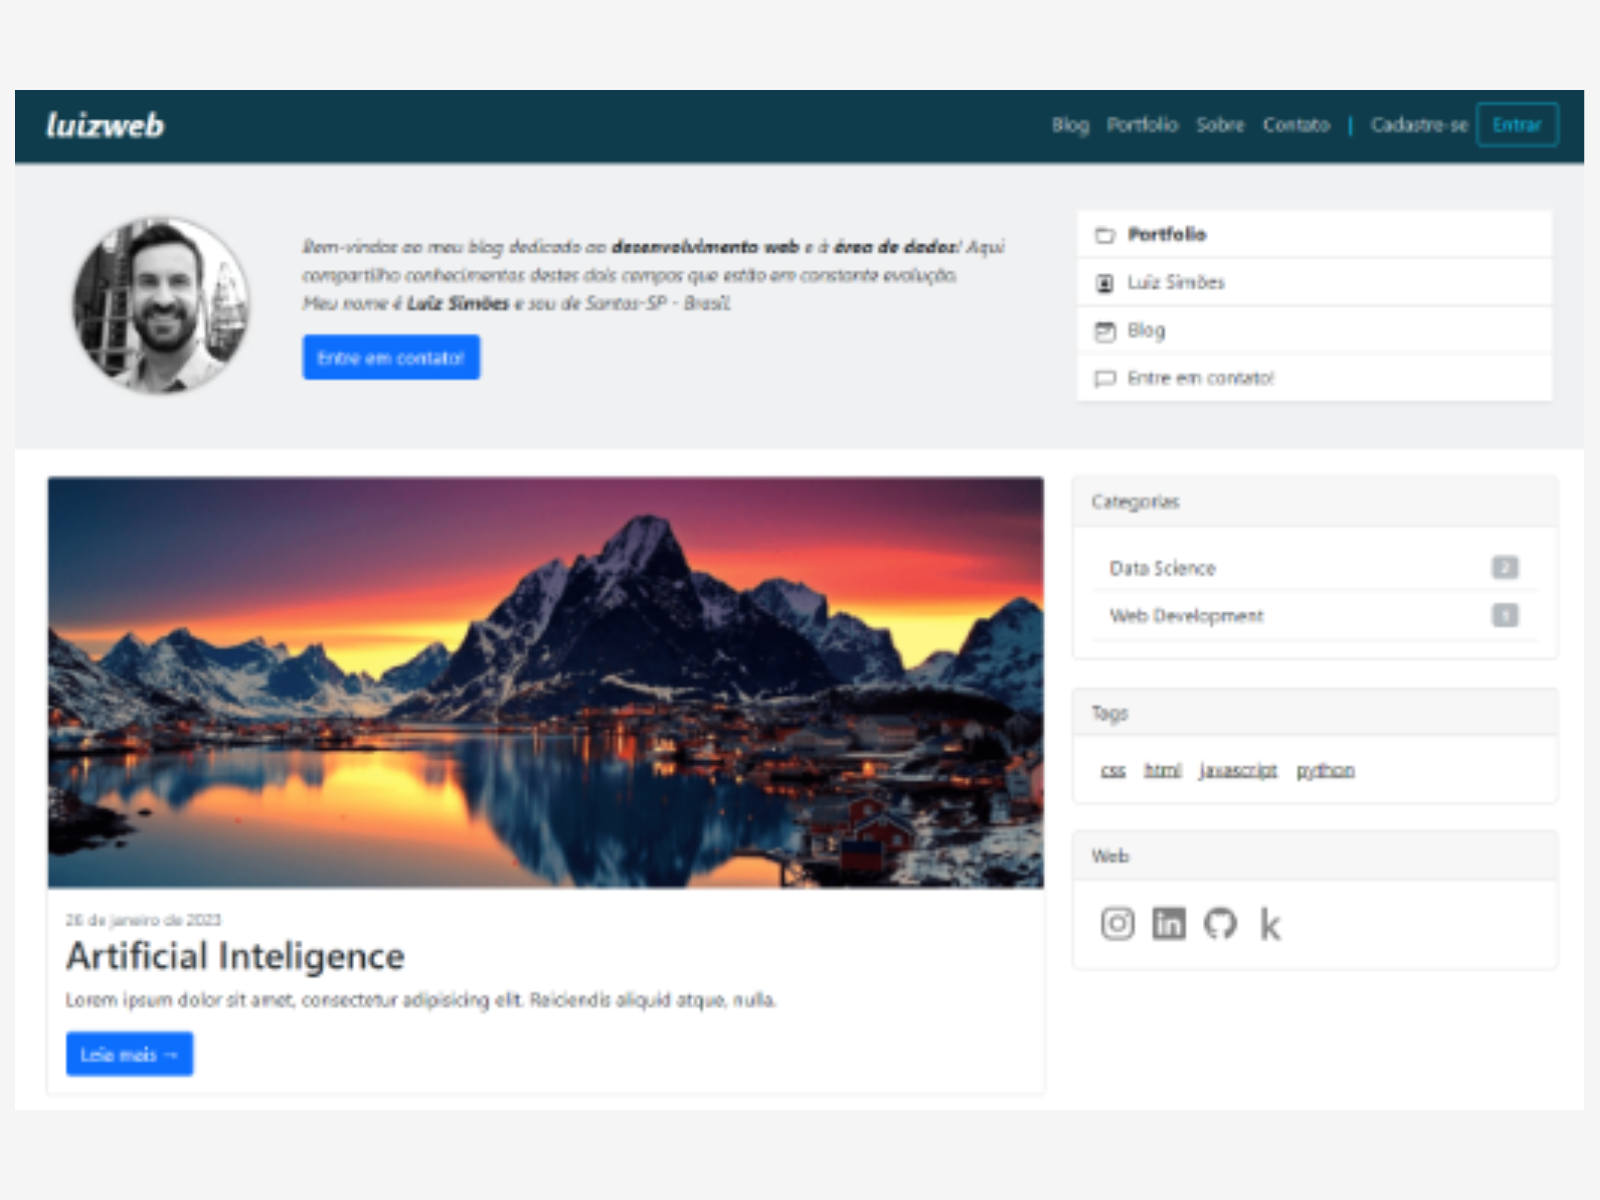 luizweb
Blog Portfolio Sobre Contato | Cadastre-se Entrar
Bem-vindos ao meu blog dedicado ao desenvolvimento web e à área de dados! Aqui
compartilho conhecimentos destes dois campos que estão em constante evolução.
Meu nome é Luiz Simões e sou de Santos-SP - Brasil.
Entre em contato!
Portfolio
Luiz Simões
Blog
Entre em contato!
26 de janeiro de 2023
Artificial Inteligence
Lorem ipsum dolor sit amet, consectetur adipisicing elit. Reiciendis aliquid atque, nulla.
Leia mais →
Categorias
Data Science 2
Web Development 1
Tags
css html javascript python
Web
in k